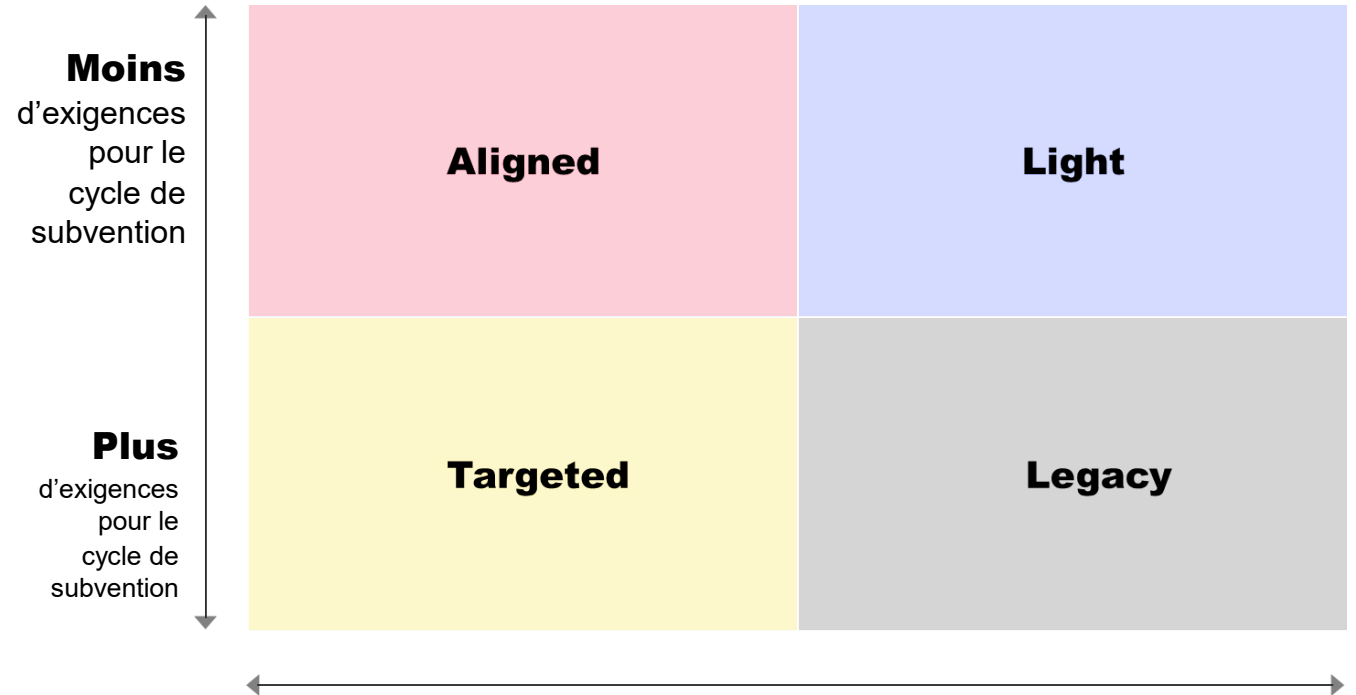 Moins
d’exigences
pour le
cycle de
subvention
Aligned
Light
Plus
d’exigences
pour le
cycle de
subvention
Targeted
Legacy